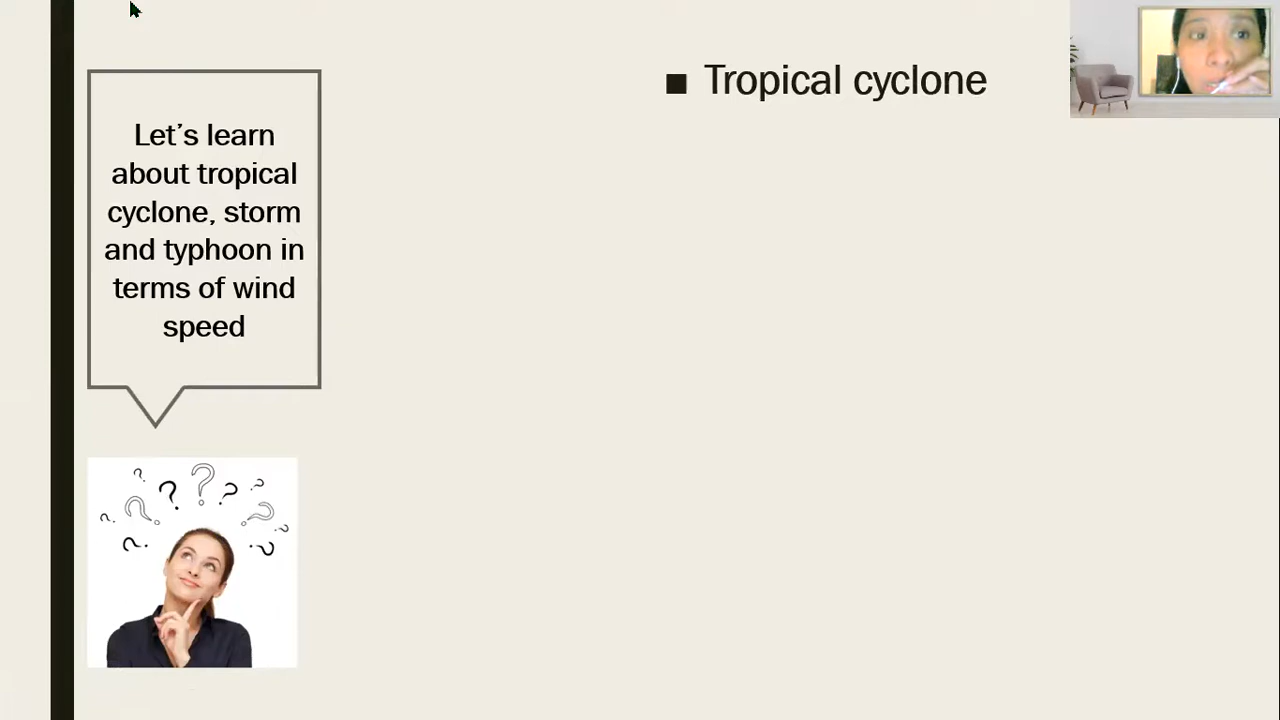 Let's learn
about tropical
cyclone, storm
and typhoon in
terms of wind
speed
■ Tropical cyclone
? ? ? ? ? ? ? ? ? ?